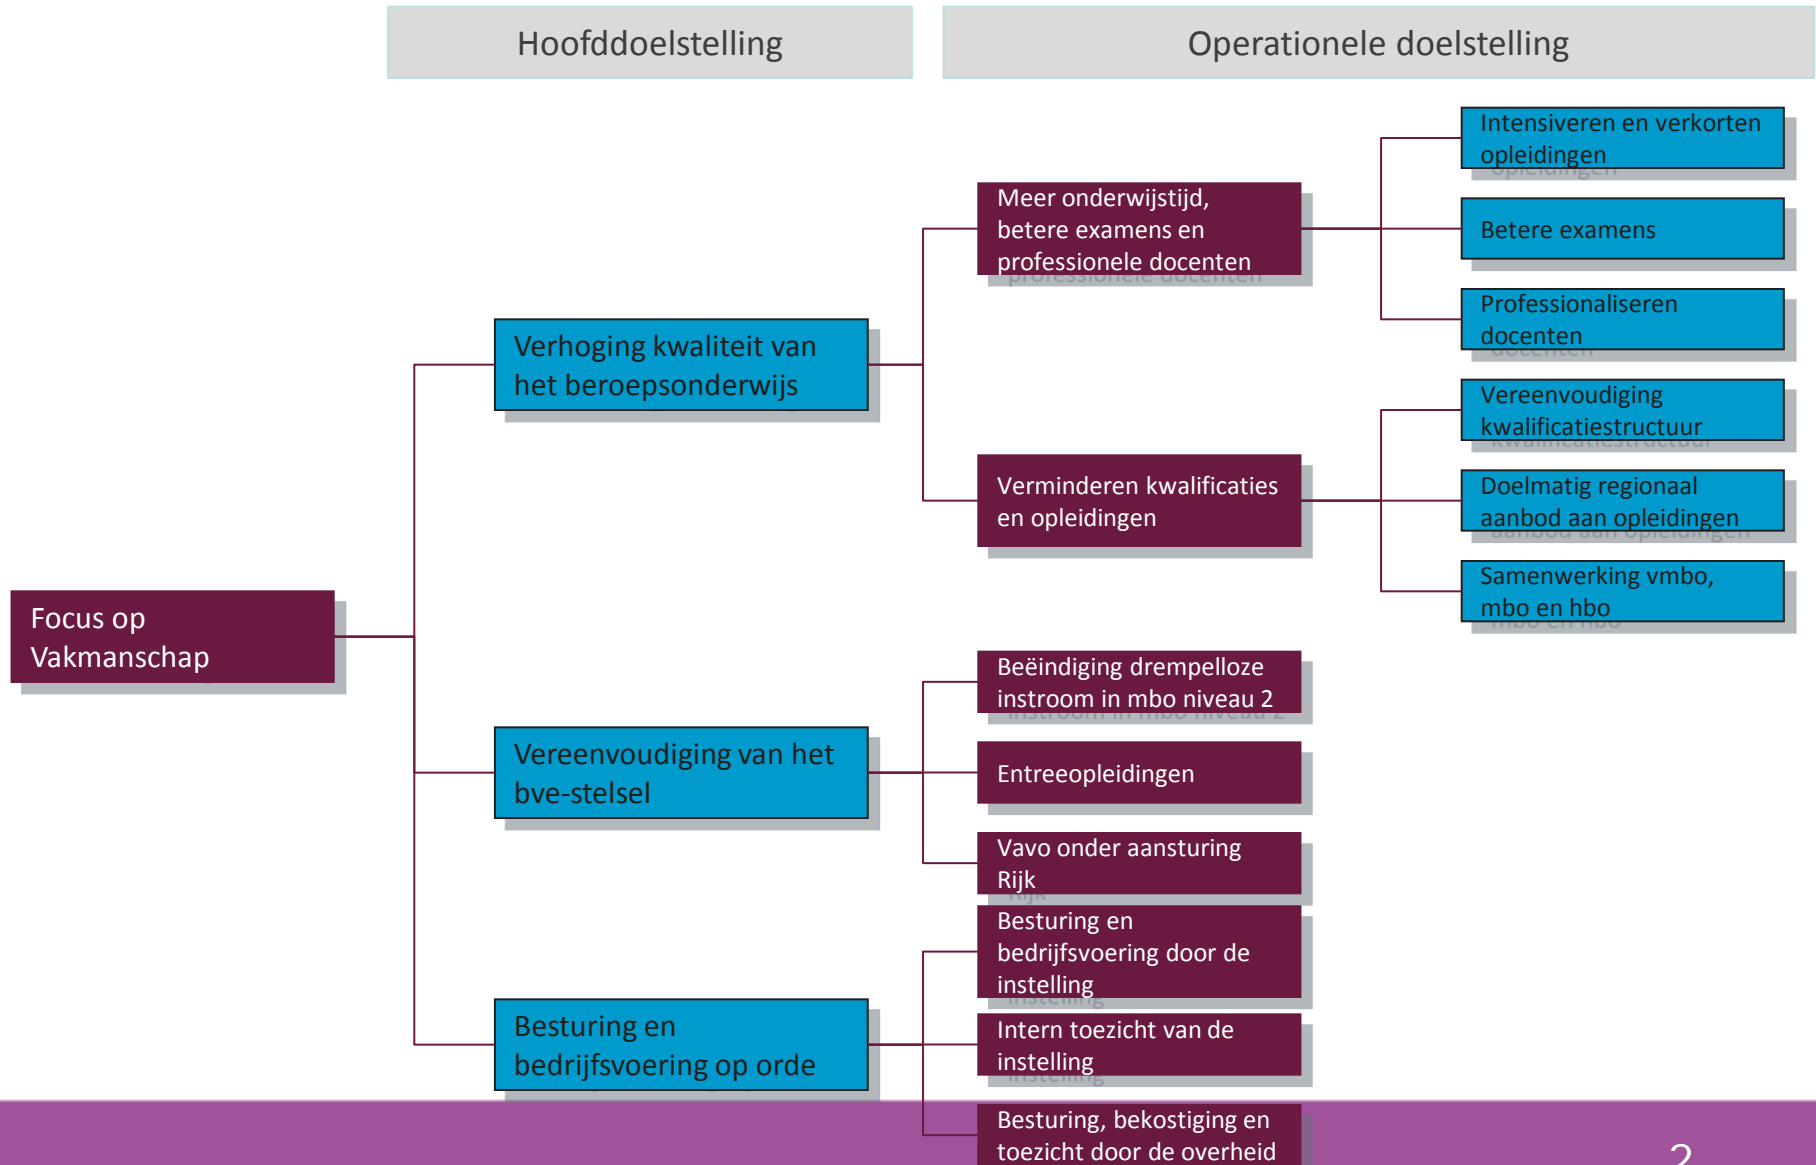 Hoofddoelstelling
Operationele doelstelling
Focus op
Vakmanschap
Verhoging kwaliteit van
het beroepsonderwijs
Meer onderwijstijd,
betere examens en
professionele docenten
Intensiveren en verkorten
opleidingen
Betere examens
Professionaliseren
docenten
Verminderen kwalificaties
en opleidingen
Vereenvoudiging
kwalificatiestructuur
Doelmatig regionaal
aanbod aan opleidingen
Samenwerking vmbo,
mbo en hbo
Vereenvoudiging van het
bve-stelsel
Beëindiging drempelloze
instroom in mbo niveau 2
Entreeopleidingen
Vavo onder aansturing
Rijk
Besturing en
bedrijfsvoering op orde
Besturing en
bedrijfsvoering door de
instelling
Intern toezicht van de
instelling
Besturing, bekostiging en
toezicht door de overheid
2